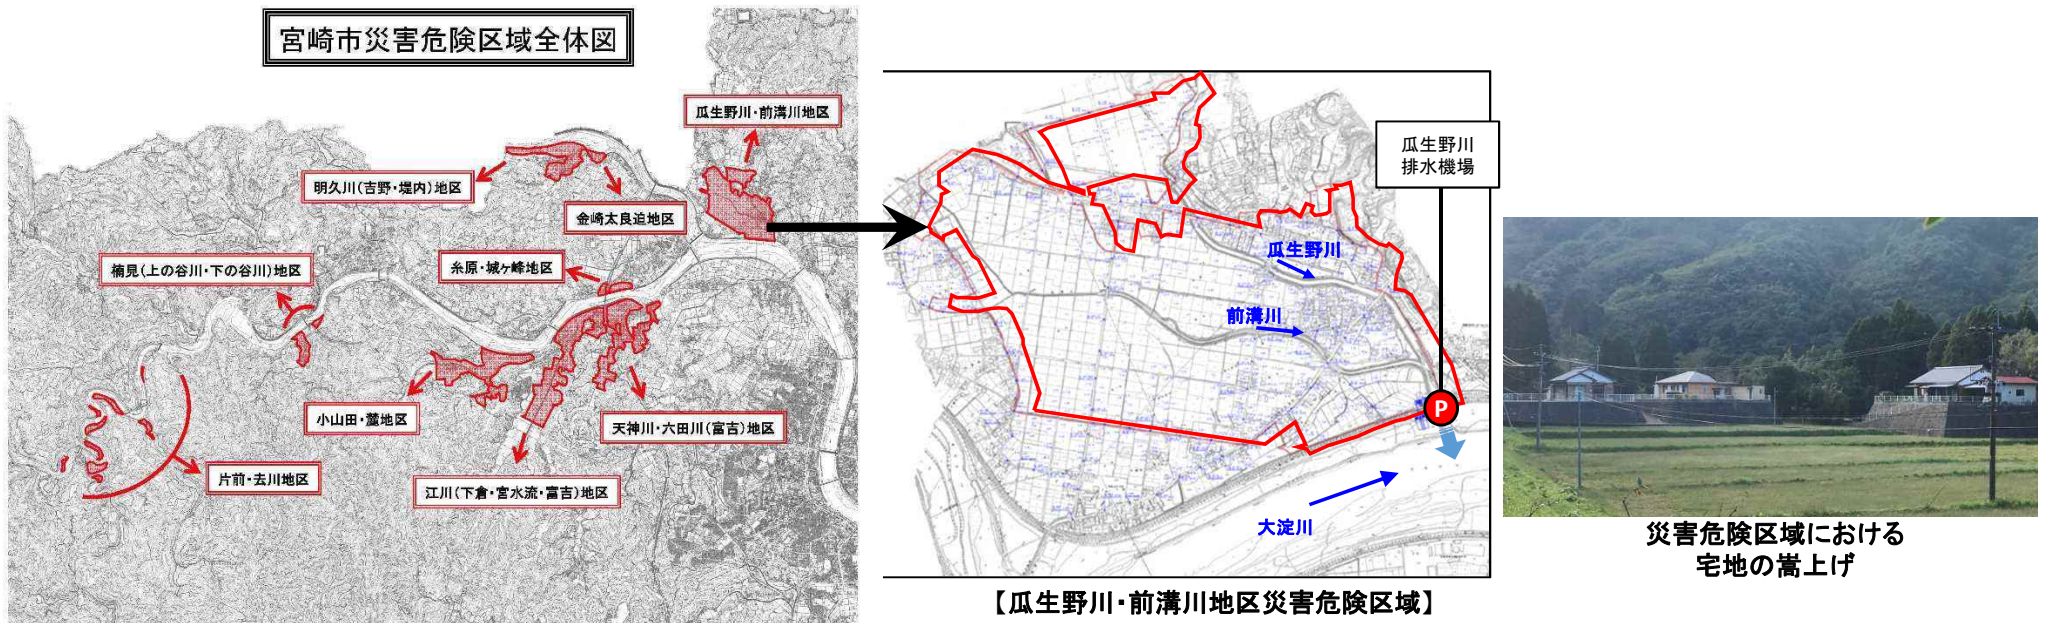 宮崎市災害危険区域全体図
瓜生野川・前溝川地区
明久川(吉野・堤内)地区
金崎太良迫地区
楠見(上の谷川・下の谷川)地区
糸原・城ヶ峰地区
小山田・麓地区
天神川・六田川(富吉)地区
片前・去川地区
江川(下倉・宮水流・富吉)地区
瓜生野川
排水機場
瓜生野川
前溝川
P
大淀川
【瓜生野川・前溝川地区災害危険区域】
災害危険区域における
宅地の嵩上げ